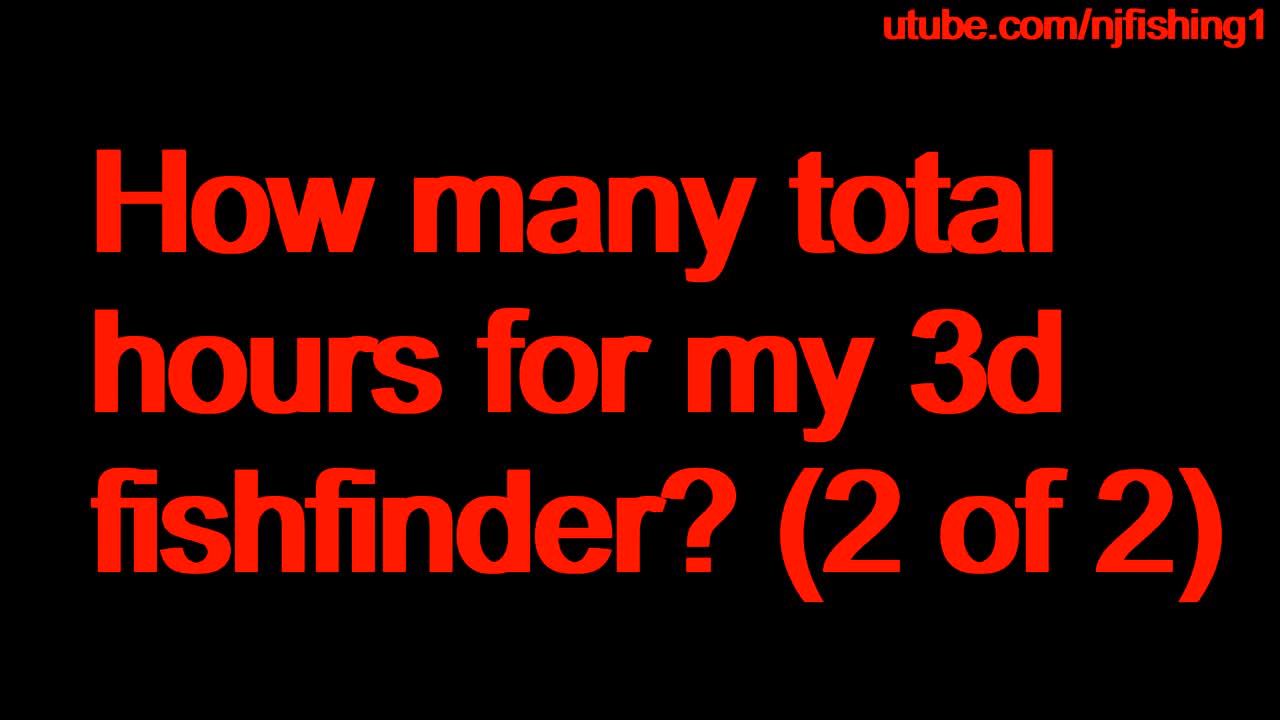 utube.com/njfishing1
How many total
hours for my 3d
fishfinder? (2 of 2)